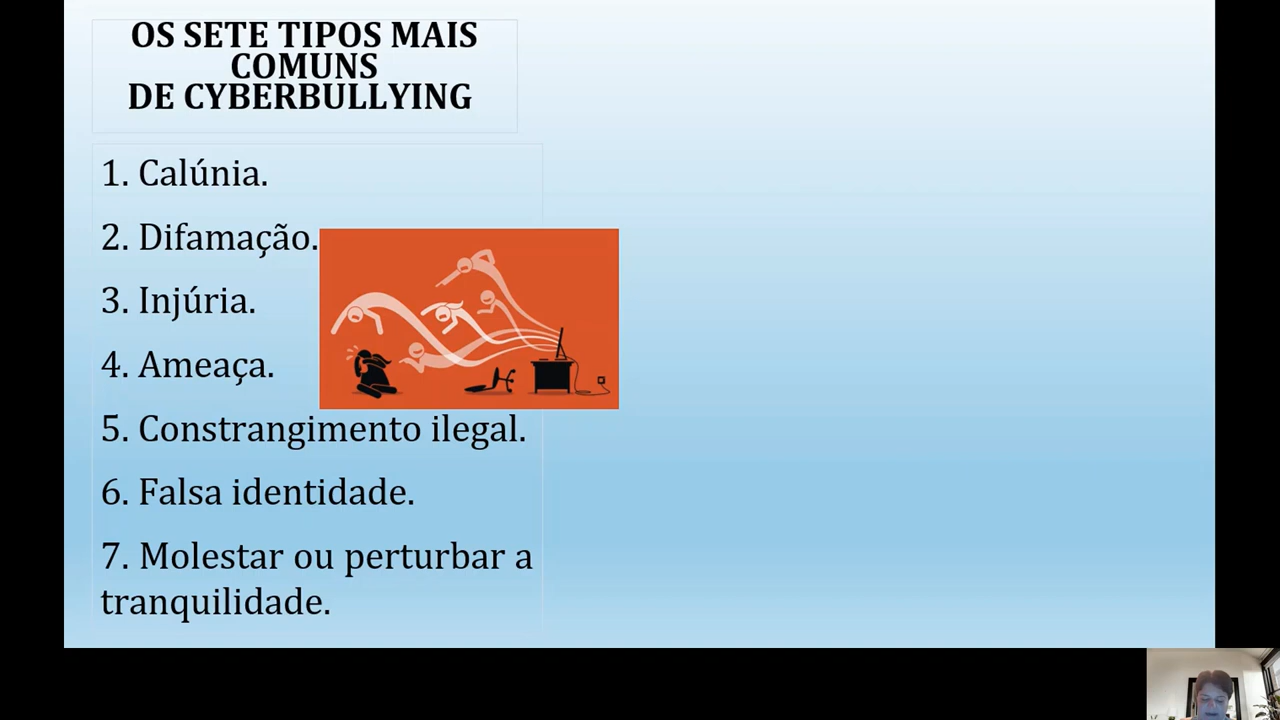 OS SETE TIPOS MAIS
COMUNS
DE CYBERBULLYING
1. Calúnia.
2. Difamação.
3. Injúria.
4. Ameaça.
5. Constrangimento ilegal.
6. Falsa identidade.
7. Molestar ou perturbar a
tranquilidade.